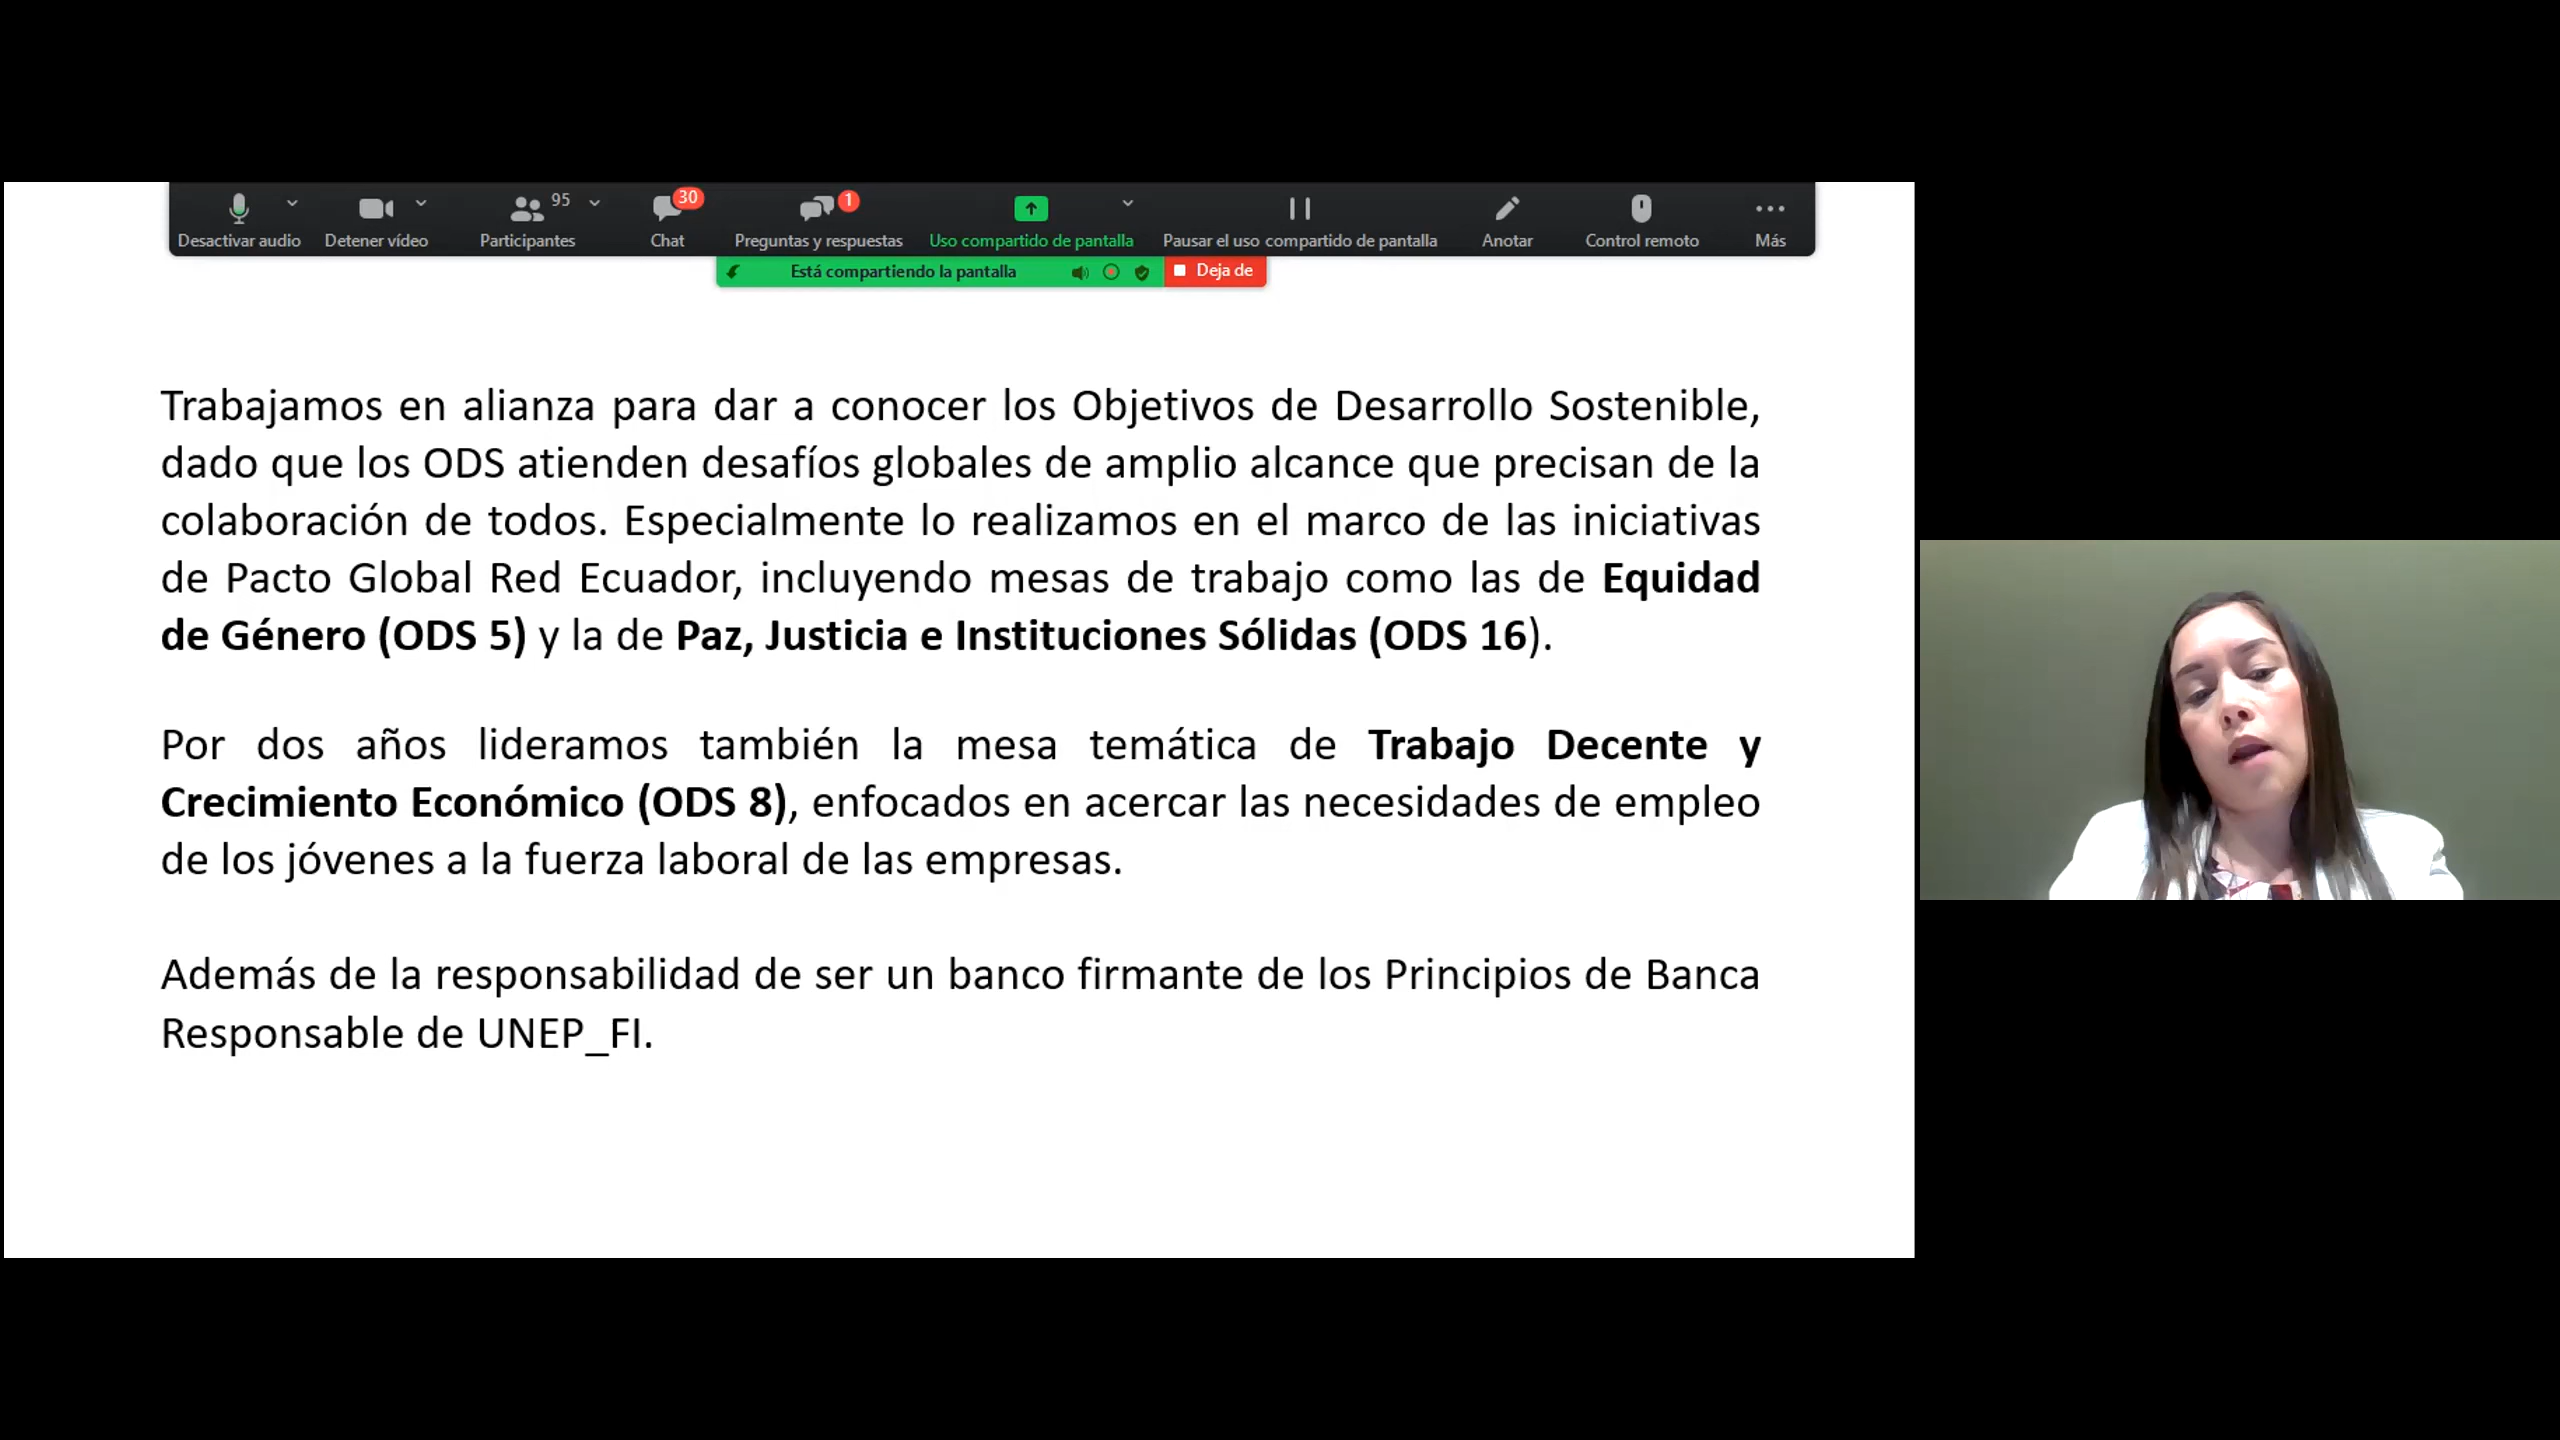 95
30
1
Desactivar audio
Detener vídeo
Participantes
Chat
Preguntas y respuestas
Uso compartido de pantalla
Pausar el uso compartido de pantalla
Anotar
Control remoto
Más
Está compartiendo la pantalla
Deja de
Trabajamos en alianza para dar a conocer los Objetivos de Desarrollo Sostenible,
dado que los ODS atienden desafíos globales de amplio alcance que precisan de la
colaboración de todos. Especialmente lo realizamos en el marco de las iniciativas
de Pacto Global Red Ecuador, incluyendo mesas de trabajo como las de Equidad
de Género (ODS 5) y la de Paz, Justicia e Instituciones Sólidas (ODS 16).
Por dos años lideramos también la mesa temática de Trabajo Decente y
Crecimiento Económico (ODS 8), enfocados en acercar las necesidades de empleo
de los jóvenes a la fuerza laboral de las empresas.
Además de la responsabilidad de ser un banco firmante de los Principios de Banca
Responsable de UNEP_FI.